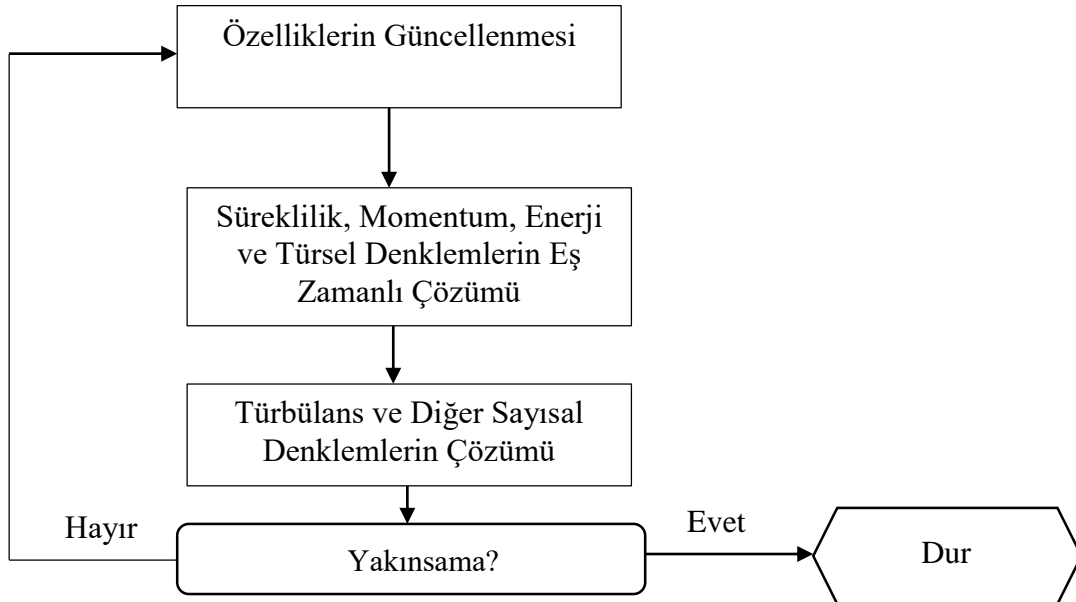 Özelliklerin Güncellenmesi
Süreklilik, Momentum, Enerji
ve Türsel Denklemlerin Eş
Zamanlı Çözümü
Türbülans ve Diğer Sayısal
Denklemlerin Çözümü
Hayır
Yakınsama?
Evet
Dur